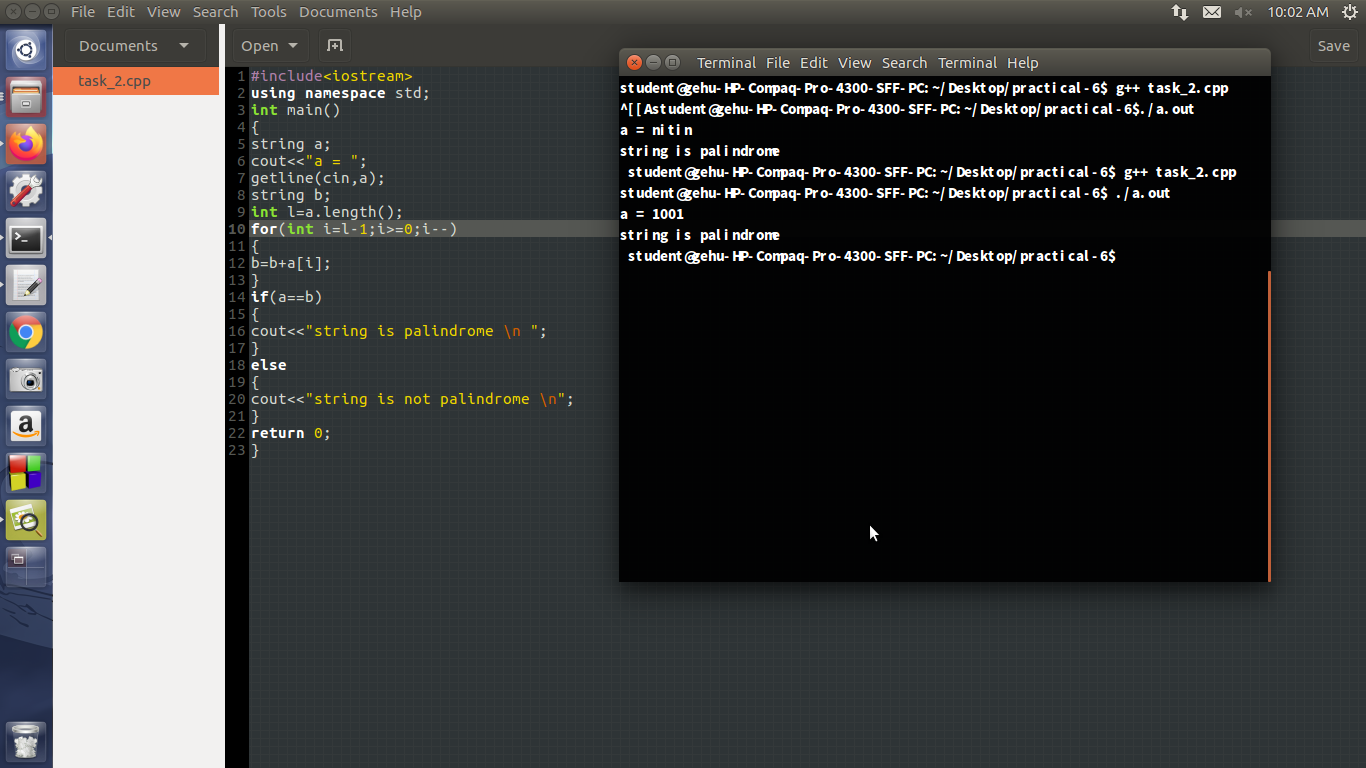 File Edit View Search Tools Documents Help 10:02 AM
Documents Open Save
task_2.cpp
1 #include<iostream>
2 using namespace std;
3 int main()
4 {
5 string a;
6 cout<<"a = ";
7 getline(cin,a);
8 string b;
9 int l=a.length();
10 for(int i=l-1;i>=0;i--)
11 {
12 b=b+a[i];
13 }
14 if(a==b)
15 {
16 cout<<"string is palindrome \n ";
17 }
18 else
19 {
20 cout<<"string is not palindrome \n";
21 }
22 return 0;
23 }
Terminal File Edit View Search Terminal Help
student@gehu-HP-Compaq-Pro-4300-SFF-PC:~/Desktop/practical-6$ g++ task_2.cpp
^[[Astudent@gehu-HP-Compaq-Pro-4300-SFF-PC:~/Desktop/practical-6$./a.out
a = nitin
string is palindrome
student@gehu-HP-Compaq-Pro-4300-SFF-PC:~/Desktop/practical-6$ g++ task_2.cpp
student@gehu-HP-Compaq-Pro-4300-SFF-PC:~/Desktop/practical-6$ ./a.out
a = 1001
string is palindrome
student@gehu-HP-Compaq-Pro-4300-SFF-PC:~/Desktop/practical-6$